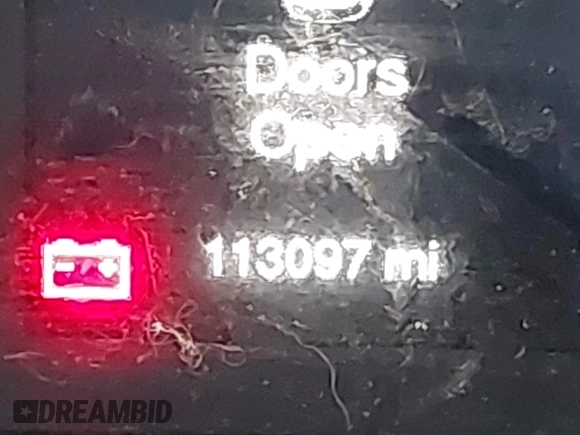 Doors
Open
113097 mi
DREAMBID